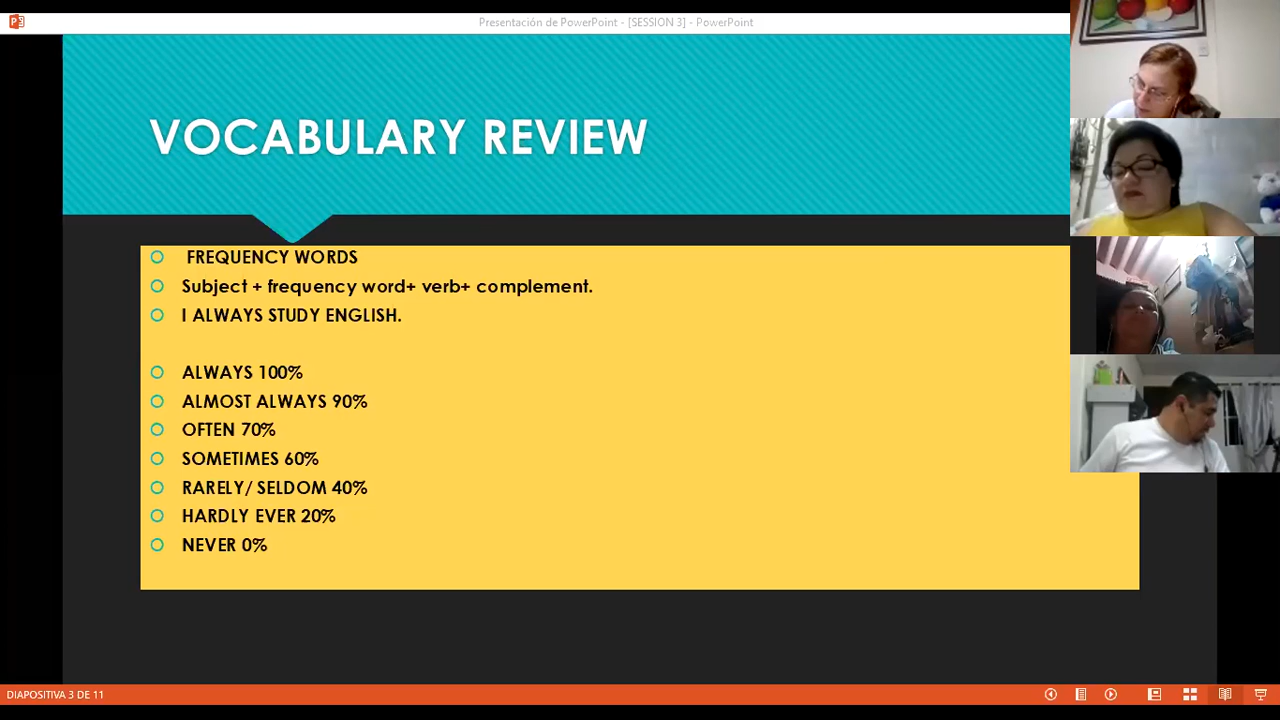 Presentación de PowerPoint - [SESSION 3] - PowerPoint
VOCABULARY REVIEW
FREQUENCY WORDS
Subject + frequency word+ verb+ complement.
I ALWAYS STUDY ENGLISH.
ALWAYS 100%
ALMOST ALWAYS 90%
OFTEN 70%
SOMETIMES 60%
RARELY/ SELDOM 40%
HARDLY EVER 20%
NEVER 0%
DIAPOSITIVA 3 DE 11